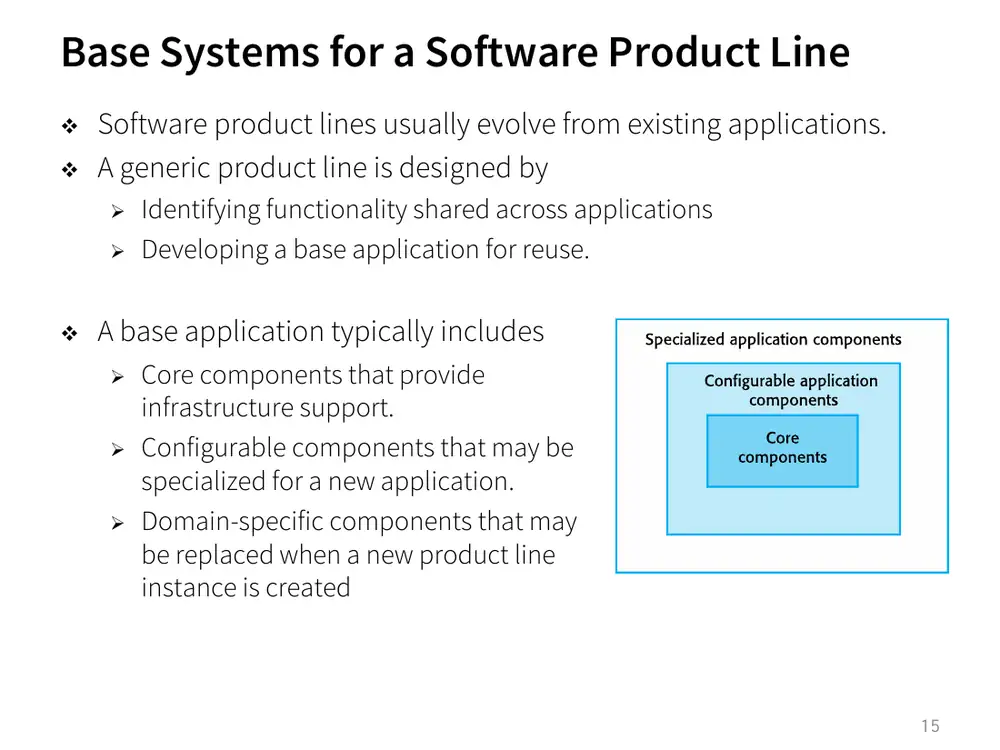 Base Systems for a Software Product Line
❖ Software product lines usually evolve from existing applications.
❖ A generic product line is designed by
➢ Identifying functionality shared across applications
➢ Developing a base application for reuse.
❖ A base application typically includes
➢ Core components that provide
infrastructure support.
➢ Configurable components that may be
specialized for a new application.
➢ Domain-specific components that may
be replaced when a new product line
instance is created
Specialized application components
Configurable application
components
Core
components
15